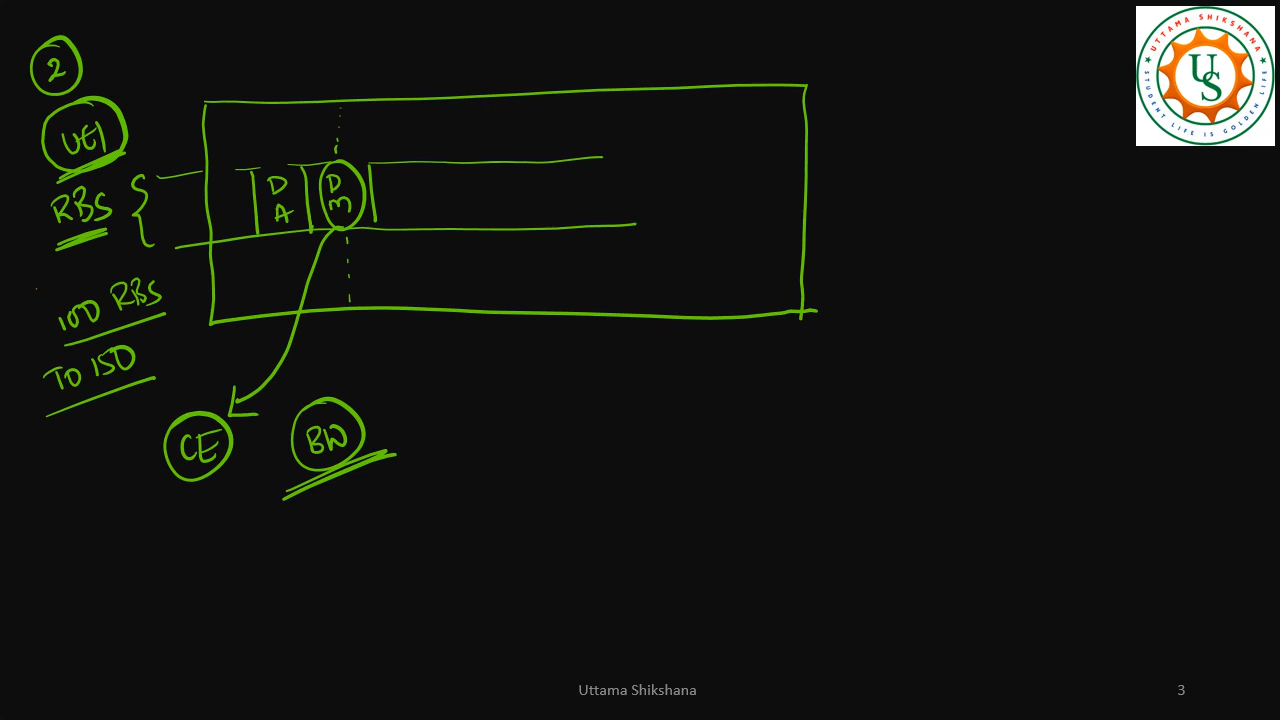 2
UE1
RBS
D
A
D
M
100 RBS
TO 150
CE
BW
UTTAMA SHIKSHANA
US
STUDENT LIFE IS GOLDEN LIFE
Uttama Shikshana
3